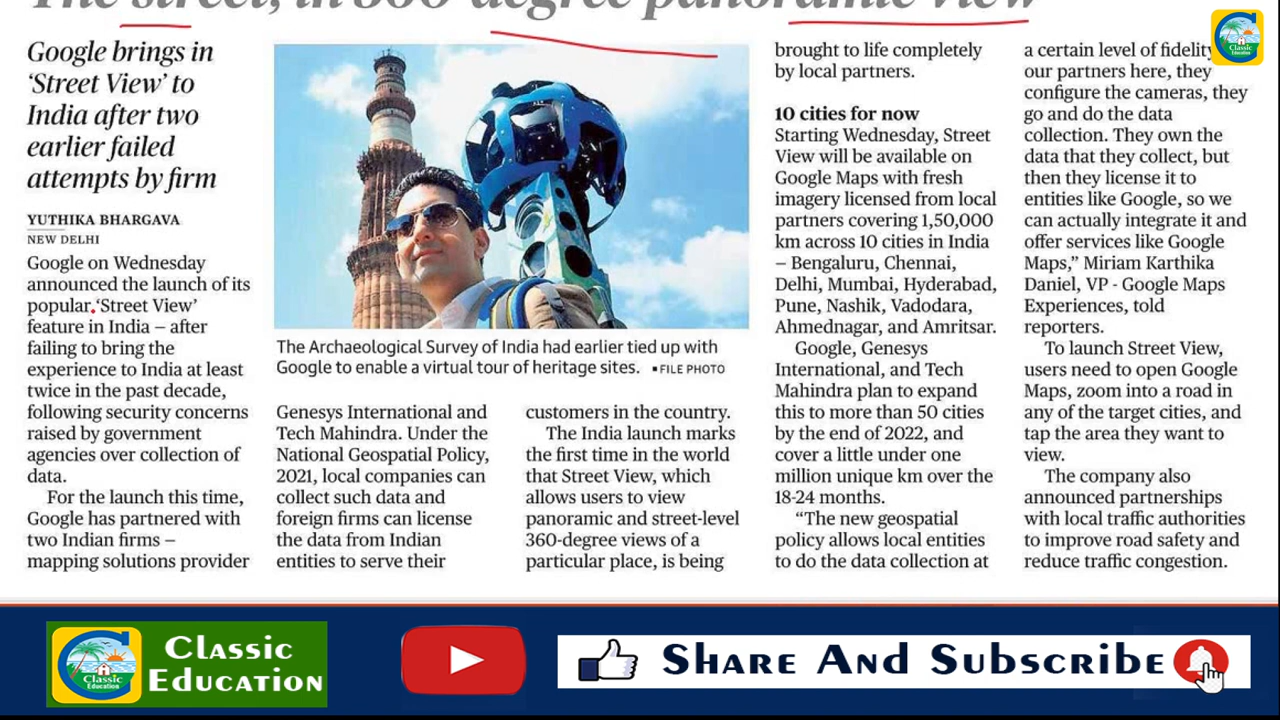 The street, in 360-degree panoramic view
Google brings in
‘Street View’ to
India after two
earlier failed
attempts by firm
YUTHIKA BHARGAVA
NEW DELHI
Google on Wednesday
announced the launch of its
popular ‘Street View’
feature in India – after
failing to bring the
experience to India at least
twice in the past decade,
following security concerns
raised by government
agencies over collection of
data.
For the launch this time,
Google has partnered with
two Indian firms –
mapping solutions provider
The Archaeological Survey of India had earlier tied up with
Google to enable a virtual tour of heritage sites. ▪FILE PHOTO
Genesys International and
Tech Mahindra. Under the
National Geospatial Policy,
2021, local companies can
collect such data and
foreign firms can license
the data from Indian
entities to serve their
customers in the country.
The India launch marks
the first time in the world
that Street View, which
allows users to view
panoramic and street-level
360-degree views of a
particular place, is being
brought to life completely
by local partners.
10 cities for now
Starting Wednesday, Street
View will be available on
Google Maps with fresh
imagery licensed from local
partners covering 1,50,000
km across 10 cities in India
– Bengaluru, Chennai,
Delhi, Mumbai, Hyderabad,
Pune, Nashik, Vadodara,
Ahmednagar, and Amritsar.
Google, Genesys
International, and Tech
Mahindra plan to expand
this to more than 50 cities
by the end of 2022, and
cover a little under one
million unique km over the
18-24 months.
“The new geospatial
policy allows local entities
to do the data collection at
a certain level of fidelity
our partners here, they
configure the cameras, they
go and do the data
collection. They own the
data that they collect, but
then they license it to
entities like Google, so we
can actually integrate it and
offer services like Google
Maps,” Miriam Karthika
Daniel, VP - Google Maps
Experiences, told
reporters.
To launch Street View,
users need to open Google
Maps, zoom into a road in
any of the target cities, and
tap the area they want to
view.
The company also
announced partnerships
with local traffic authorities
to improve road safety and
reduce traffic congestion.
Classic
Education
Classic
Education
Classic
Education
Share And Subscribe